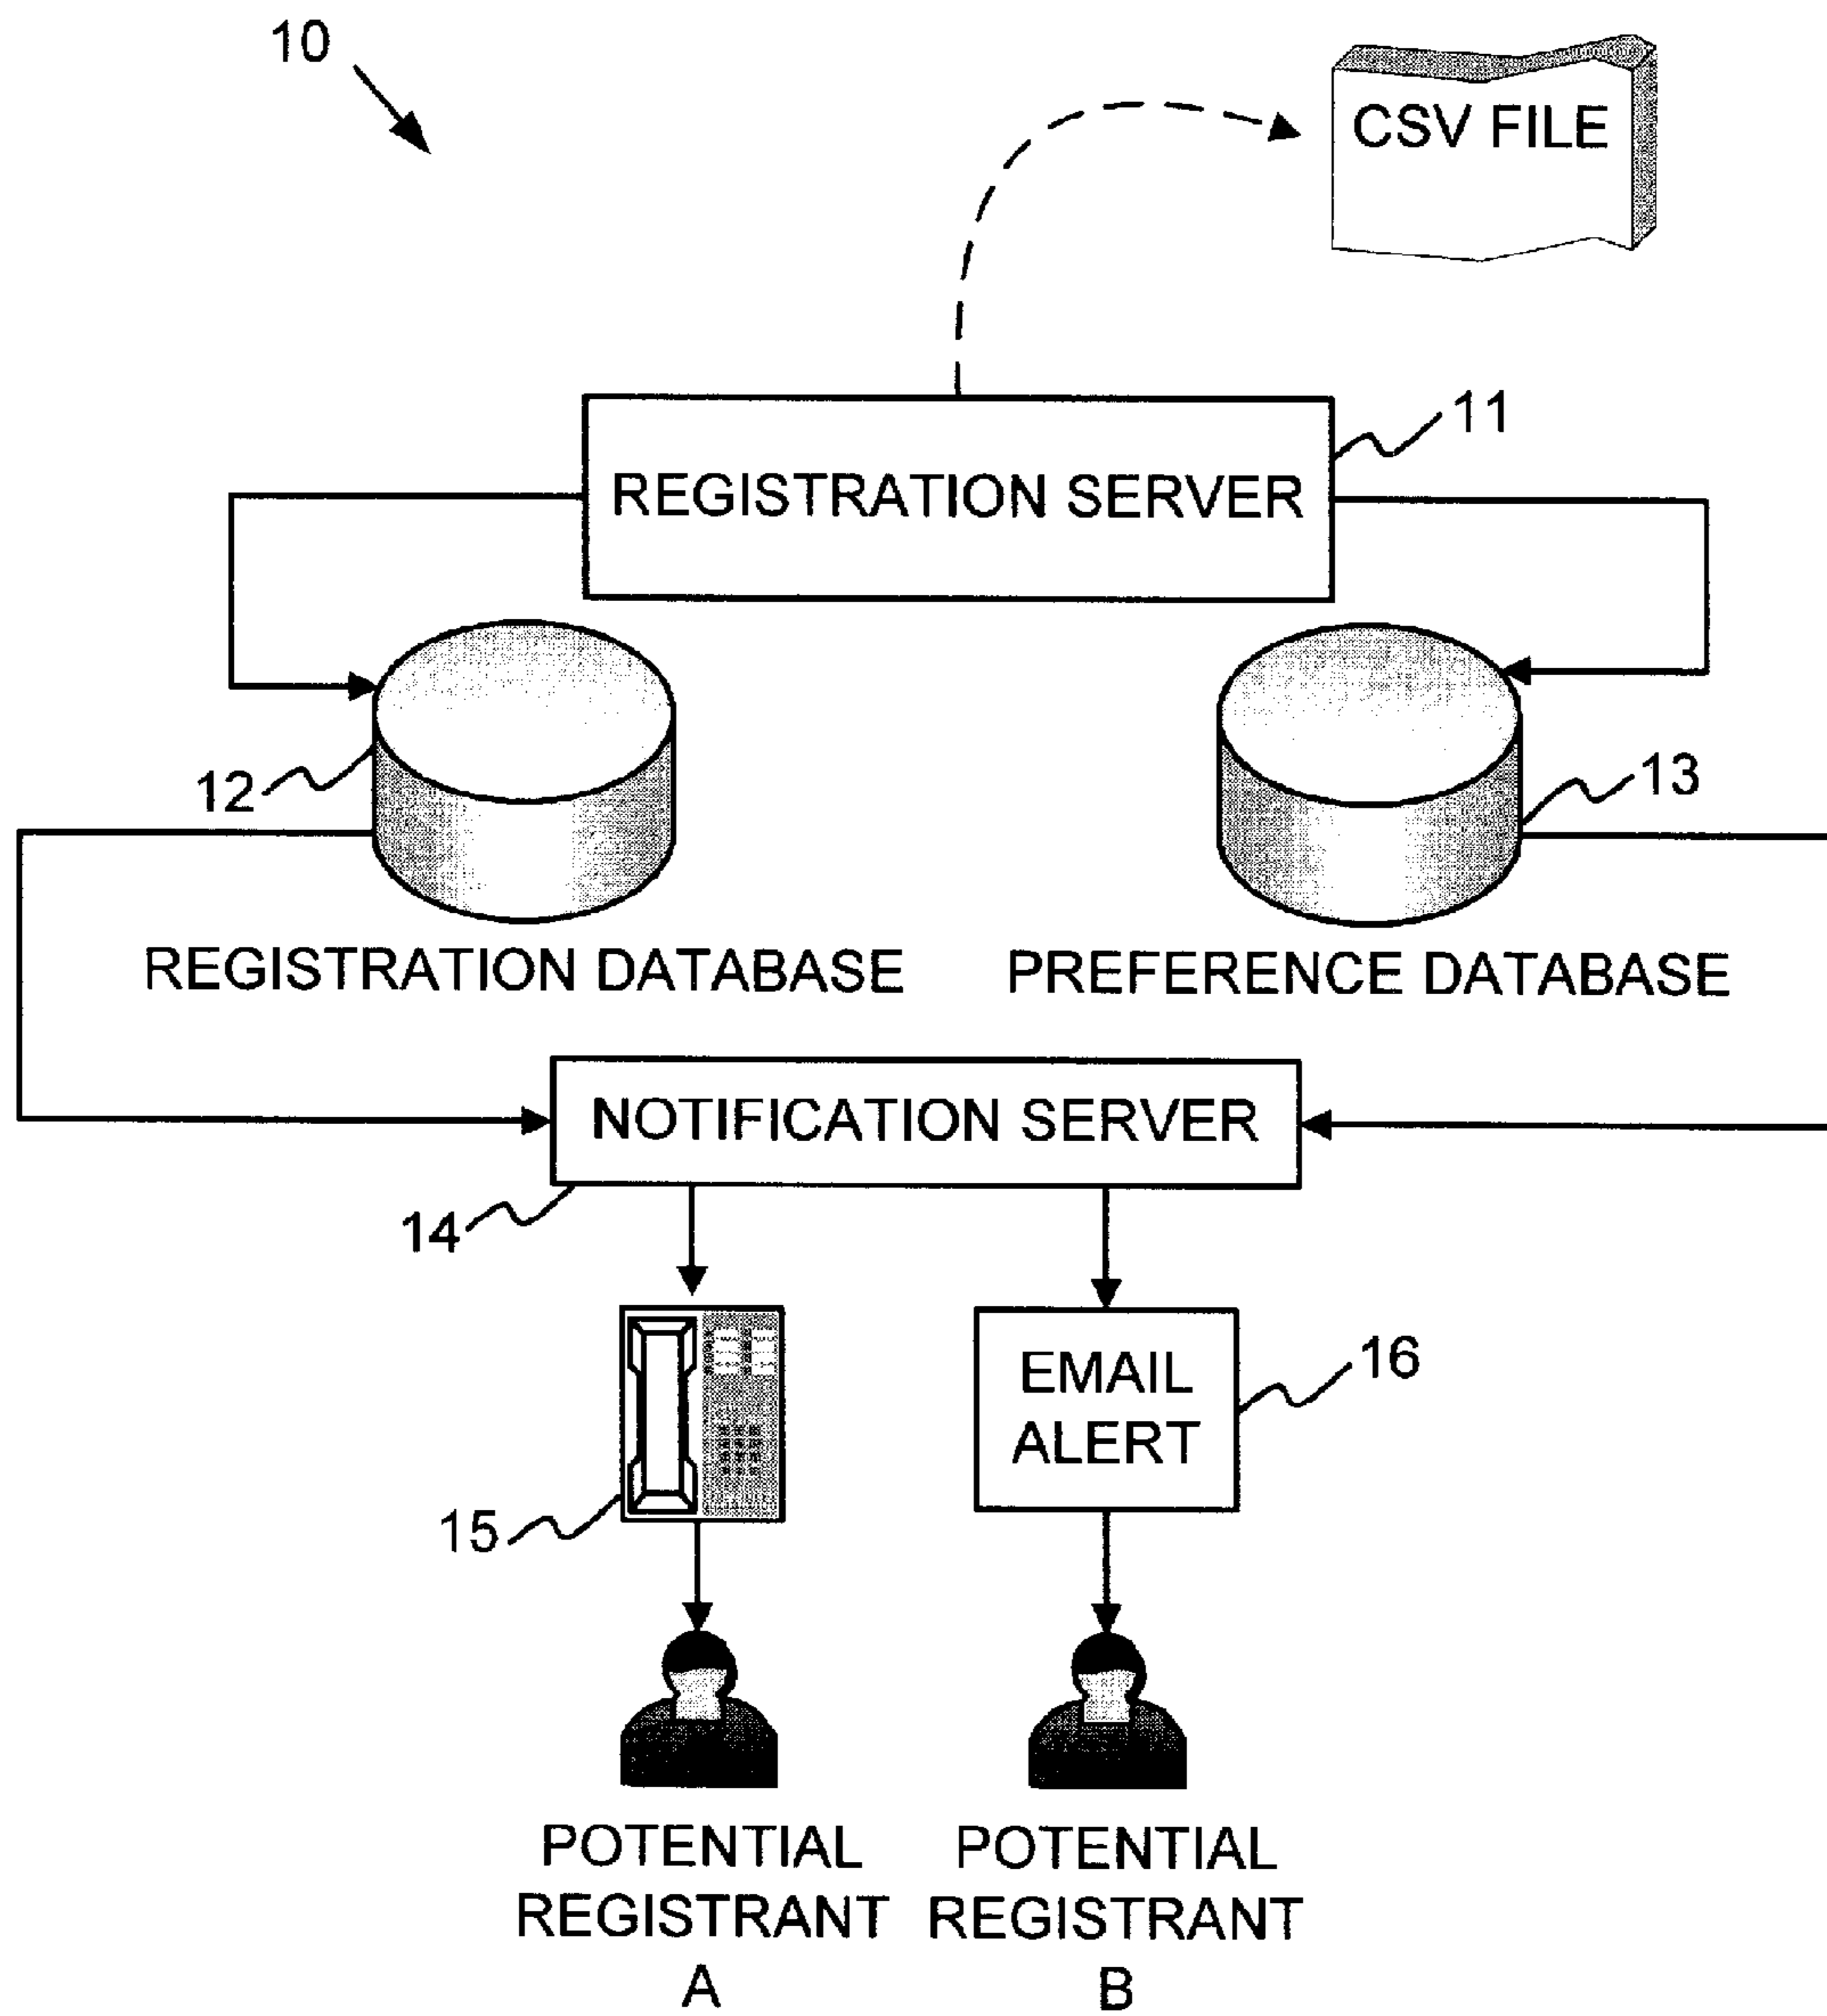 10
CSV FILE
11
REGISTRATION SERVER
12
13
REGISTRATION DATABASE
PREFERENCE DATABASE
NOTIFICATION SERVER
14
EMAIL
ALERT
16
15
POTENTIAL
REGISTRANT
A
POTENTIAL
REGISTRANT
B